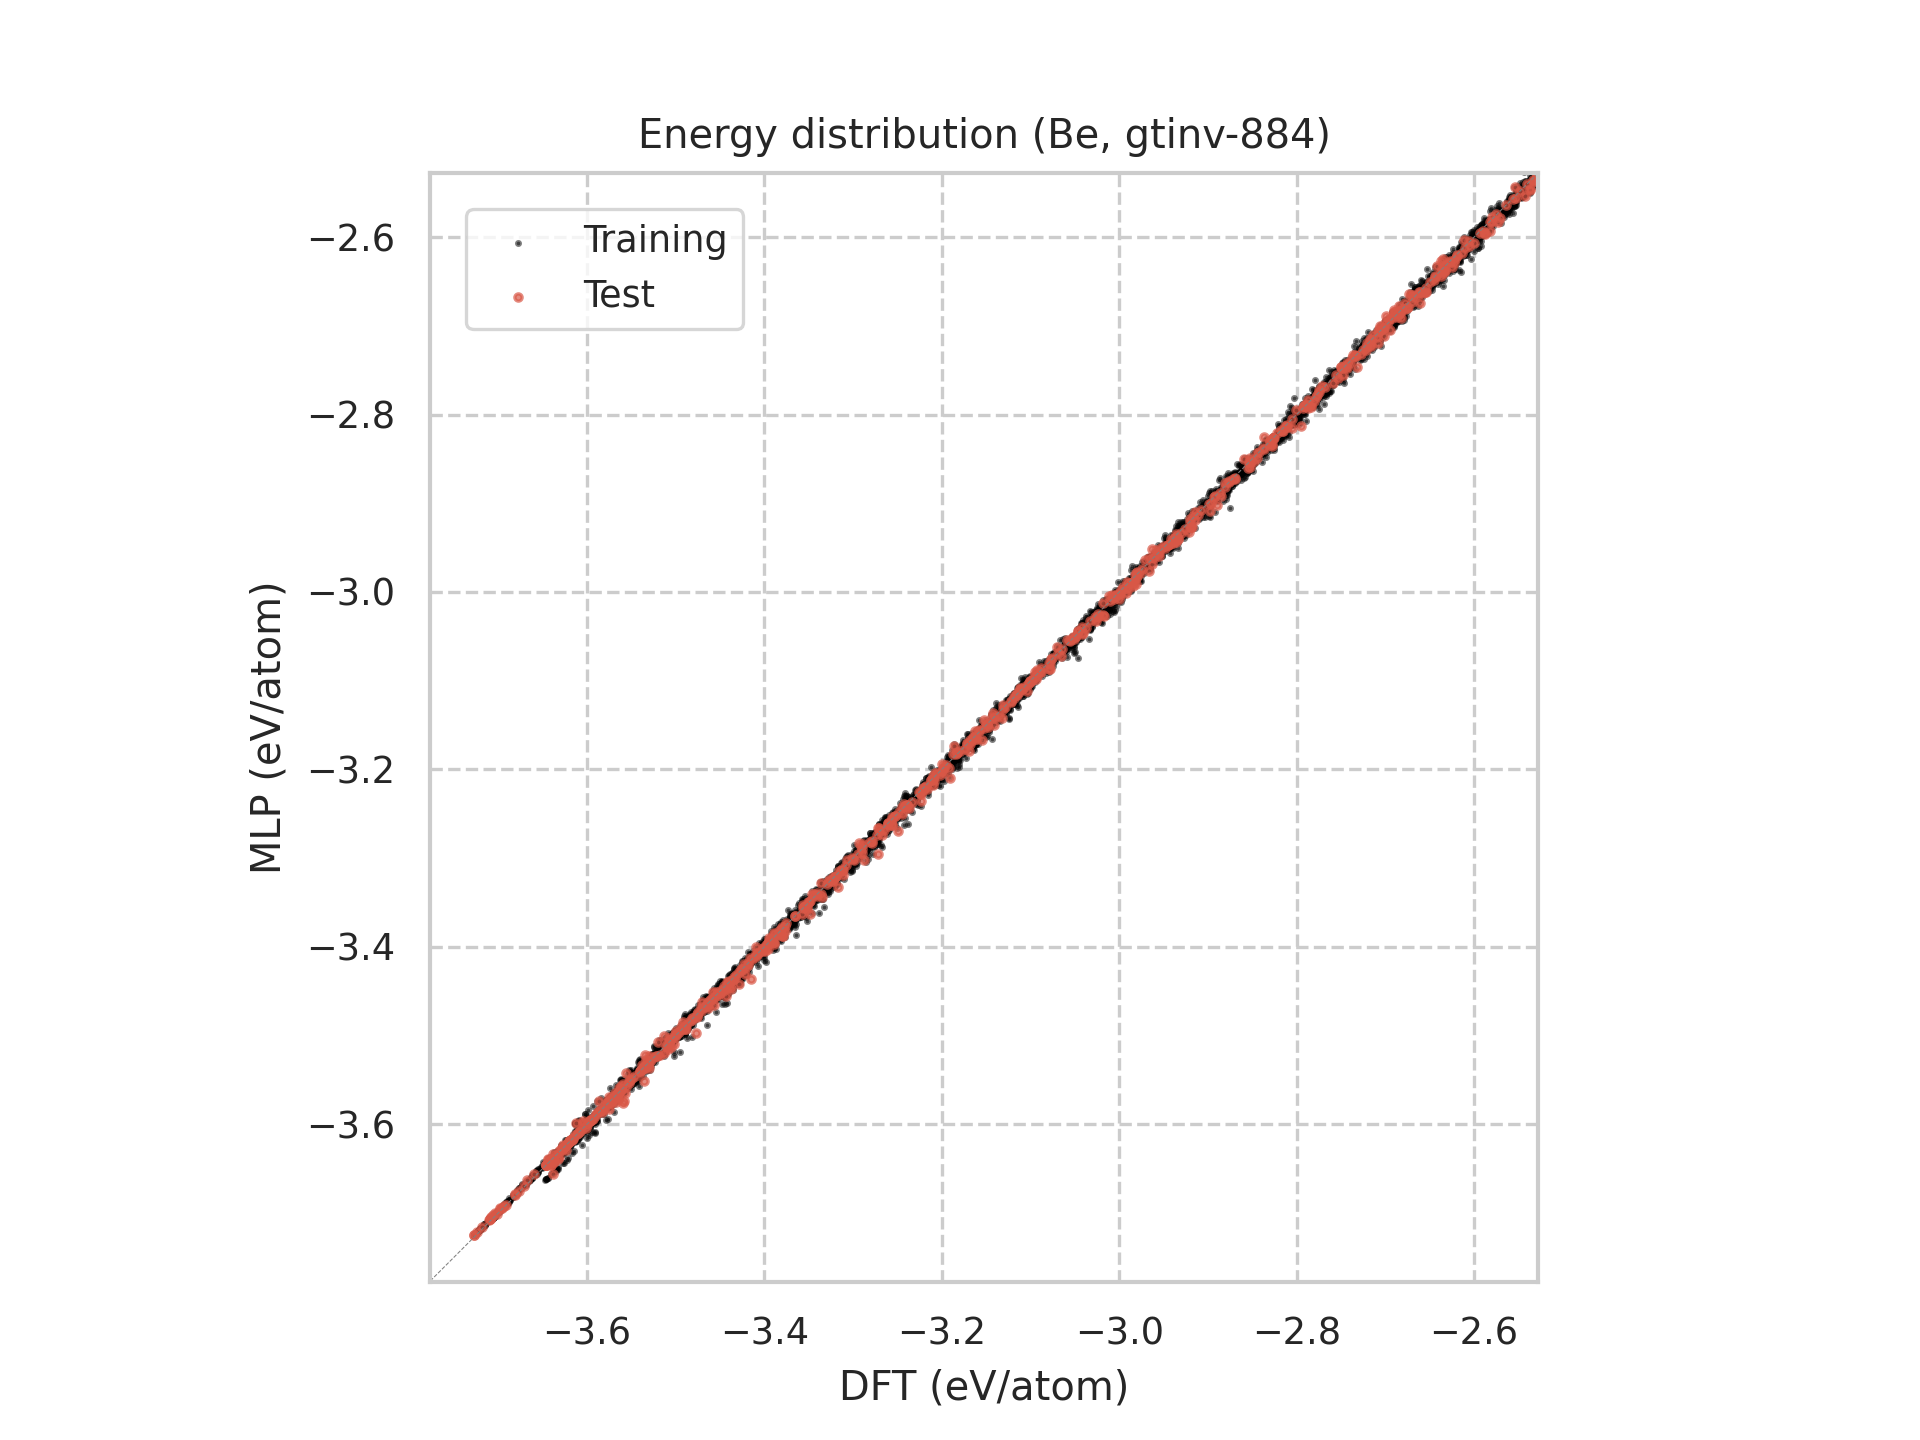 Energy distribution (Be, gtinv-884)
Training
Test
−2.6
−2.8
−3.0
−3.2
−3.4
−3.6
MLP (eV/atom)
−3.6 −3.4 −3.2 −3.0 −2.8 −2.6
DFT (eV/atom)